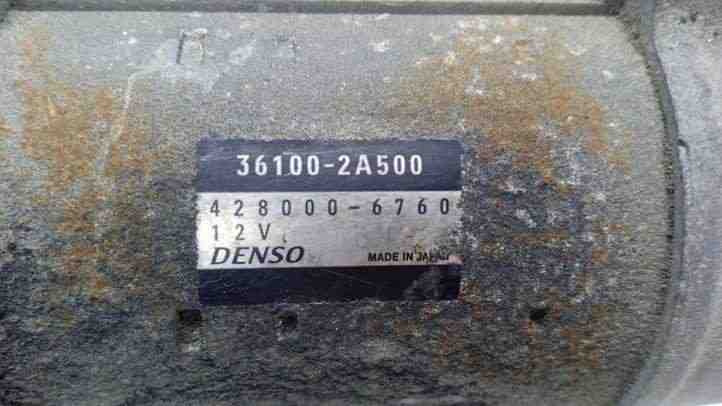 36100-2A500
428000-6760
12V
DENSO MADE IN JAPAN